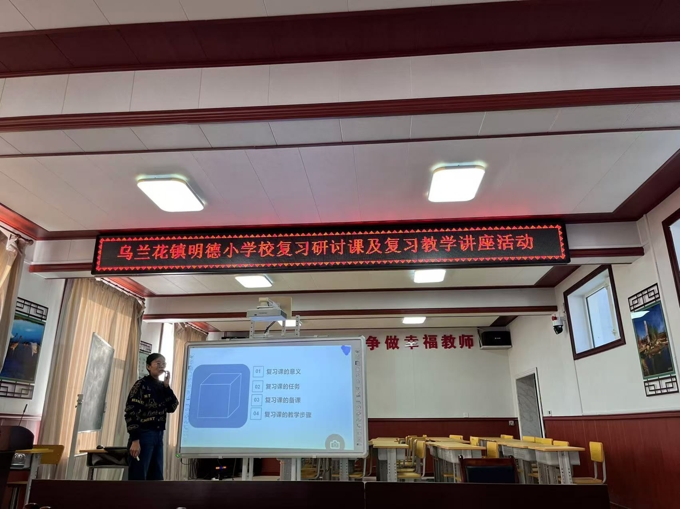 乌兰花镇明德小学校复习研讨课及复习教学讲座活动
争做幸福教师
01 复习课的意义
02 复习课的任务
03 复习课的备课
04 复习课的教学步骤